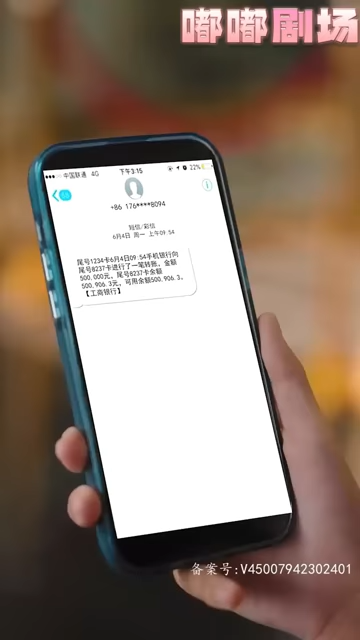 嘟嘟剧场
中国联通 4G 下午3:15 22%
76
+86 176****8094
短信/彩信
6月4日 周一 上午09.54
尾号1234卡6月4日09:54手机银行向
尾号8237卡进行了一笔转账，金额
500.000元，尾号8237卡余额
500.906.3元，可用余额500.906.3。
【工商银行】
备案号:V45007942302401